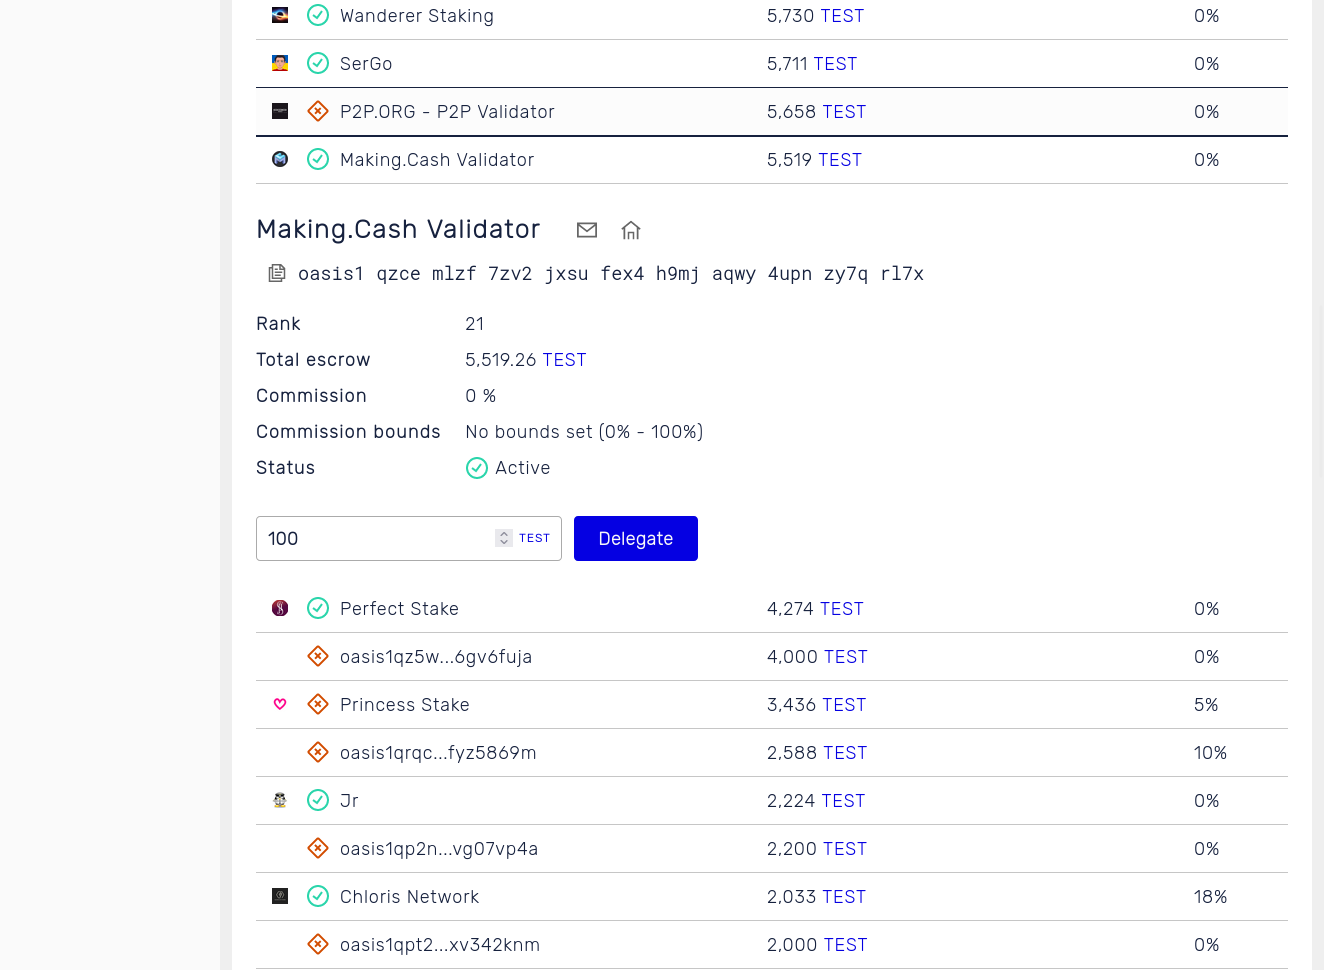 Wanderer Staking 5,730 TEST 0%
SerGo 5,711 TEST 0%
P2P.ORG - P2P Validator 5,658 TEST 0%
Making.Cash Validator 5,519 TEST 0%
Making.Cash Validator
oasis1 qzce mlzf 7zv2 jxsu fex4 h9mj aqwy 4upn zy7q rl7x
Rank 21
Total escrow 5,519.26 TEST
Commission 0 %
Commission bounds No bounds set (0% - 100%)
Status Active
100 TEST Delegate
Perfect Stake 4,274 TEST 0%
oasis1qz5w...6gv6fuja 4,000 TEST 0%
Princess Stake 3,436 TEST 5%
oasis1qrqc...fyz5869m 2,588 TEST 10%
Jr 2,224 TEST 0%
oasis1qp2n...vg07vp4a 2,200 TEST 0%
Chloris Network 2,033 TEST 18%
oasis1qpt2...xv342knm 2,000 TEST 0%